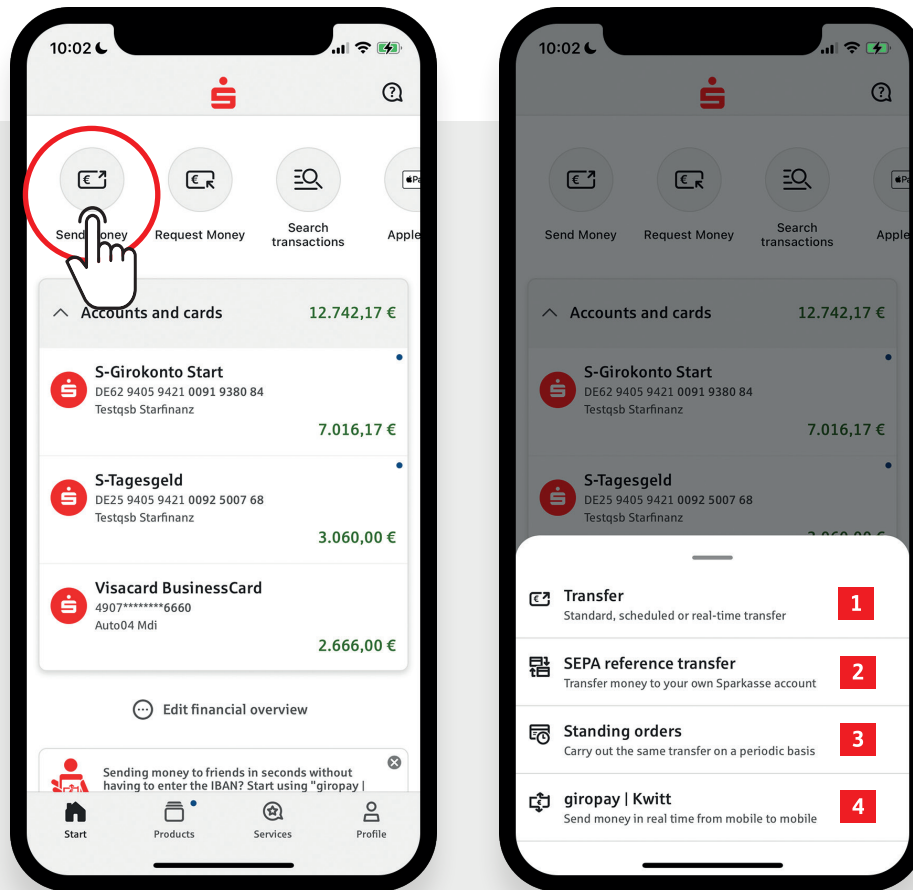 10:02
Send Money
Request Money
Search
transactions
Apple
Accounts and cards
12.742,17 €
S-Girokonto Start
DE62 9405 9421 0091 9380 84
Testqsb Starfinanz
7.016,17 €
S-Tagesgeld
DE25 9405 9421 0092 5007 68
Testqsb Starfinanz
3.060,00 €
Visacard BusinessCard
4907********6660
Auto04 Mdi
2.666,00 €
Edit financial overview
Sending money to friends in seconds without
having to enter the IBAN? Start using "giropay |
Start
Products
Services
Profile
10:02
Send Money
Request Money
Search
transactions
Apple
Accounts and cards
12.742,17 €
S-Girokonto Start
DE62 9405 9421 0091 9380 84
Testqsb Starfinanz
7.016,17 €
S-Tagesgeld
DE25 9405 9421 0092 5007 68
Testqsb Starfinanz
3.060,00 €
Transfer
Standard, scheduled or real-time transfer
1
SEPA reference transfer
Transfer money to your own Sparkasse account
2
Standing orders
Carry out the same transfer on a periodic basis
3
giropay | Kwitt
Send money in real time from mobile to mobile
4